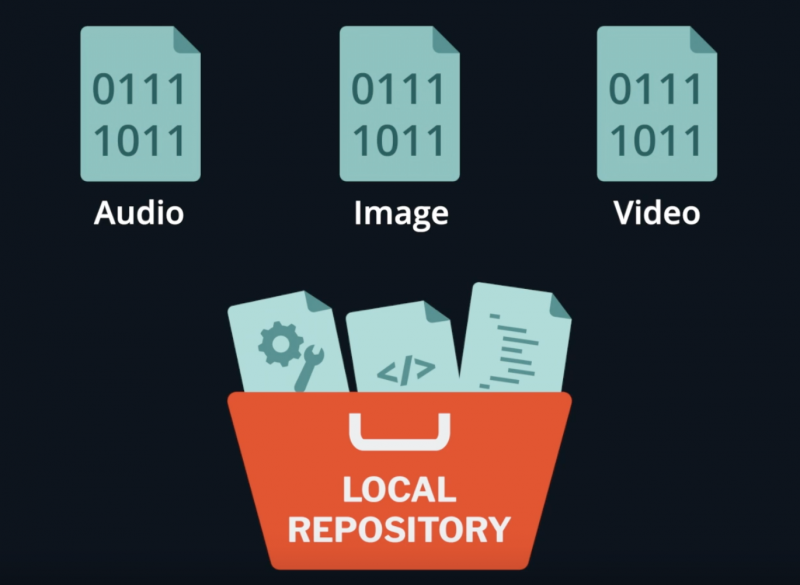 0111 0111 0111
1011 1011 1011
Audio Image Video
</>
LOCAL
REPOSITORY